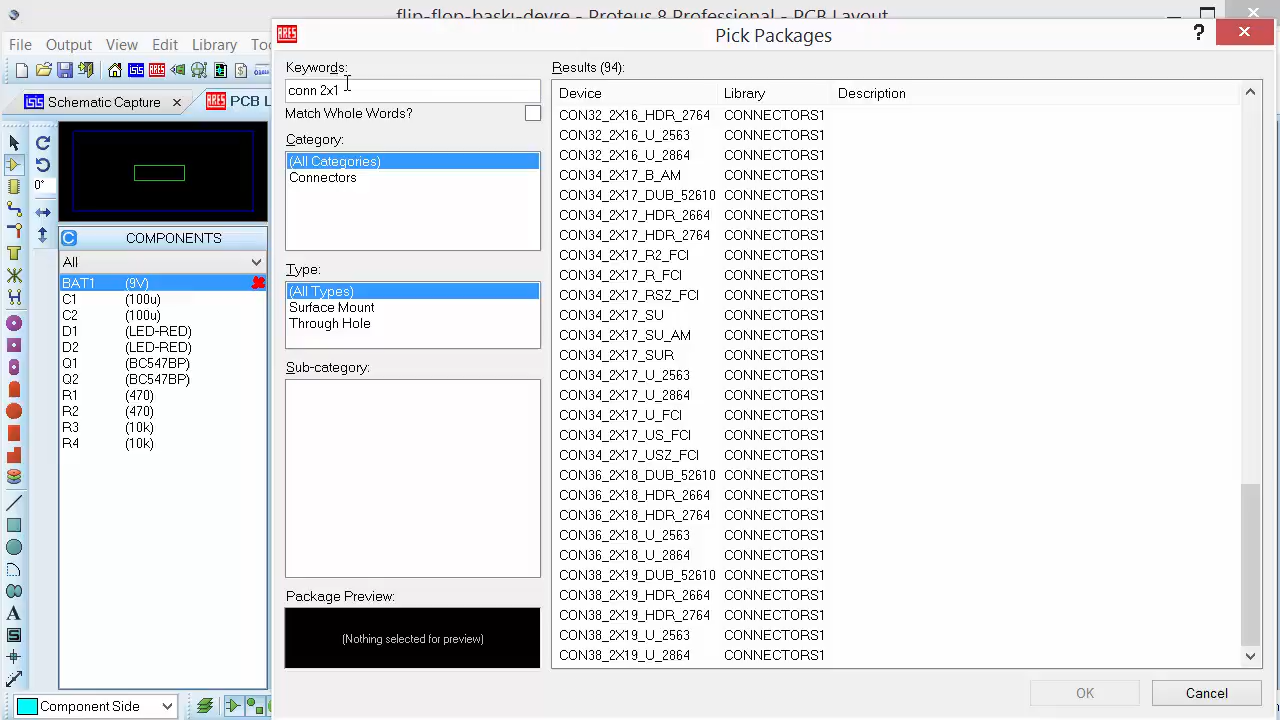 flip-flop-baskı-devre - Proteus 8 Professional - PCB Layout
File Output View Edit Library
ARES Pick Packages ?
Keywords:
conn 2x1
Match Whole Words?
Category:
(All Categories)
Connectors
Type:
(All Types)
Surface Mount
Through Hole
Sub-category:
Package Preview:
(Nothing selected for preview)
Results (94):
Device Library Description
CON32_2X16_HDR_2764 CONNECTORS1
CON32_2X16_U_2563 CONNECTORS1
CON32_2X16_U_2864 CONNECTORS1
CON34_2X17_B_AM CONNECTORS1
CON34_2X17_DUB_52610 CONNECTORS1
CON34_2X17_HDR_2664 CONNECTORS1
CON34_2X17_HDR_2764 CONNECTORS1
CON34_2X17_R2_FCI CONNECTORS1
CON34_2X17_R_FCI CONNECTORS1
CON34_2X17_RSZ_FCI CONNECTORS1
CON34_2X17_SU CONNECTORS1
CON34_2X17_SU_AM CONNECTORS1
CON34_2X17_SUR CONNECTORS1
CON34_2X17_U_2563 CONNECTORS1
CON34_2X17_U_2864 CONNECTORS1
CON34_2X17_U_FCI CONNECTORS1
CON34_2X17_US_FCI CONNECTORS1
CON34_2X17_USZ_FCI CONNECTORS1
CON36_2X18_DUB_52610 CONNECTORS1
CON36_2X18_HDR_2664 CONNECTORS1
CON36_2X18_HDR_2764 CONNECTORS1
CON36_2X18_U_2563 CONNECTORS1
CON36_2X18_U_2864 CONNECTORS1
CON38_2X19_DUB_52610 CONNECTORS1
CON38_2X19_HDR_2664 CONNECTORS1
CON38_2X19_HDR_2764 CONNECTORS1
CON38_2X19_U_2563 CONNECTORS1
CON38_2X19_U_2864 CONNECTORS1
OK Cancel
ISIS Schematic Capture ARES PCB L
0°
COMPONENTS
All
BAT1 (9V)
C1 (100u)
C2 (100u)
D1 (LED-RED)
D2 (LED-RED)
Q1 (BC547BP)
Q2 (BC547BP)
R1 (470)
R2 (470)
R3 (10k)
R4 (10k)
Component Side